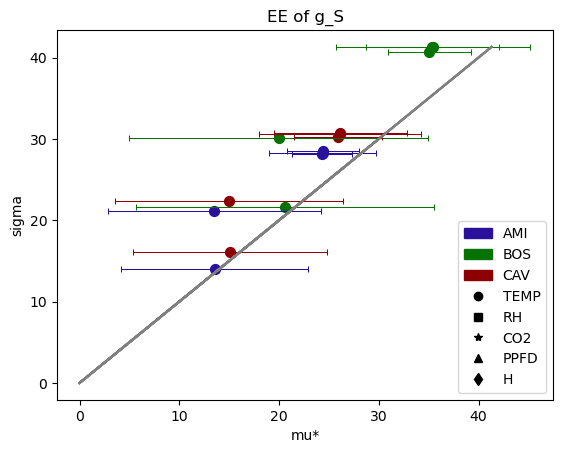 EE of g_S
40
30
20
10
0
sigma
0 10 20 30 40
mu*
AMI
BOS
CAV
TEMP
RH
CO2
PPFD
H